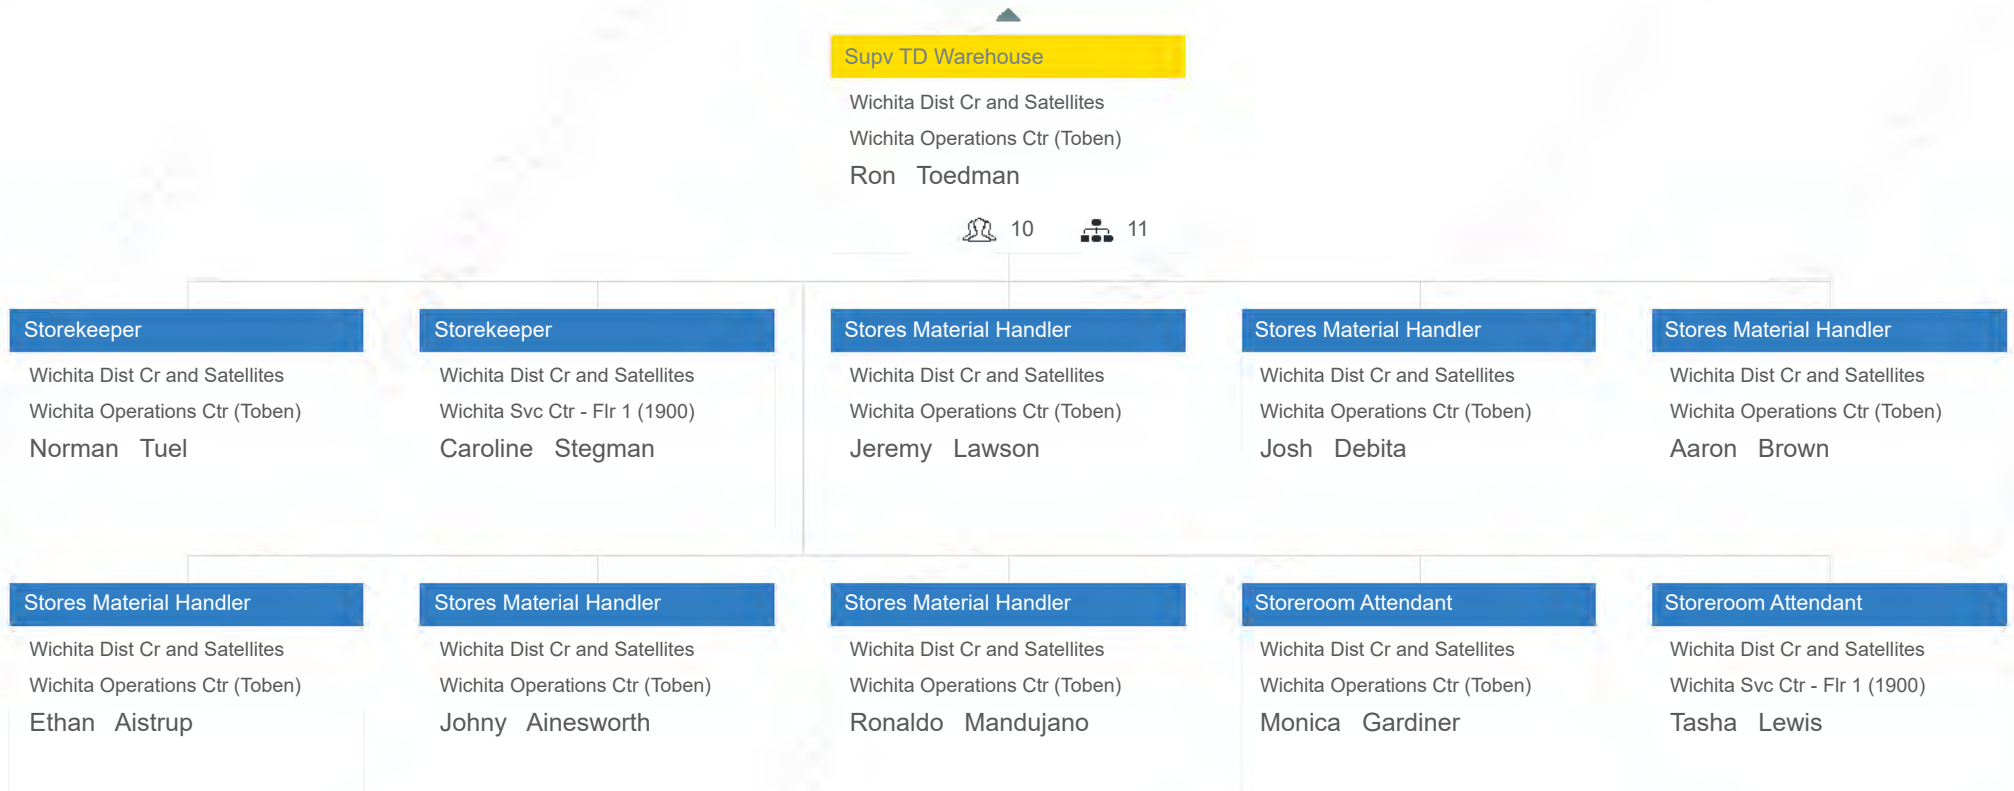 Supv TD Warehouse
Wichita Dist Cr and Satellites
Wichita Operations Ctr (Toben)
Ron Toedman
10 11
Storekeeper
Wichita Dist Cr and Satellites
Wichita Operations Ctr (Toben)
Norman Tuel
Storekeeper
Wichita Dist Cr and Satellites
Wichita Svc Ctr - Flr 1 (1900)
Caroline Stegman
Stores Material Handler
Wichita Dist Cr and Satellites
Wichita Operations Ctr (Toben)
Jeremy Lawson
Stores Material Handler
Wichita Dist Cr and Satellites
Wichita Operations Ctr (Toben)
Josh Debita
Stores Material Handler
Wichita Dist Cr and Satellites
Wichita Operations Ctr (Toben)
Aaron Brown
Stores Material Handler
Wichita Dist Cr and Satellites
Wichita Operations Ctr (Toben)
Ethan Aistrup
Stores Material Handler
Wichita Dist Cr and Satellites
Wichita Operations Ctr (Toben)
Johny Ainesworth
Stores Material Handler
Wichita Dist Cr and Satellites
Wichita Operations Ctr (Toben)
Ronaldo Mandujano
Storeroom Attendant
Wichita Dist Cr and Satellites
Wichita Operations Ctr (Toben)
Monica Gardiner
Storeroom Attendant
Wichita Dist Cr and Satellites
Wichita Svc Ctr - Flr 1 (1900)
Tasha Lewis